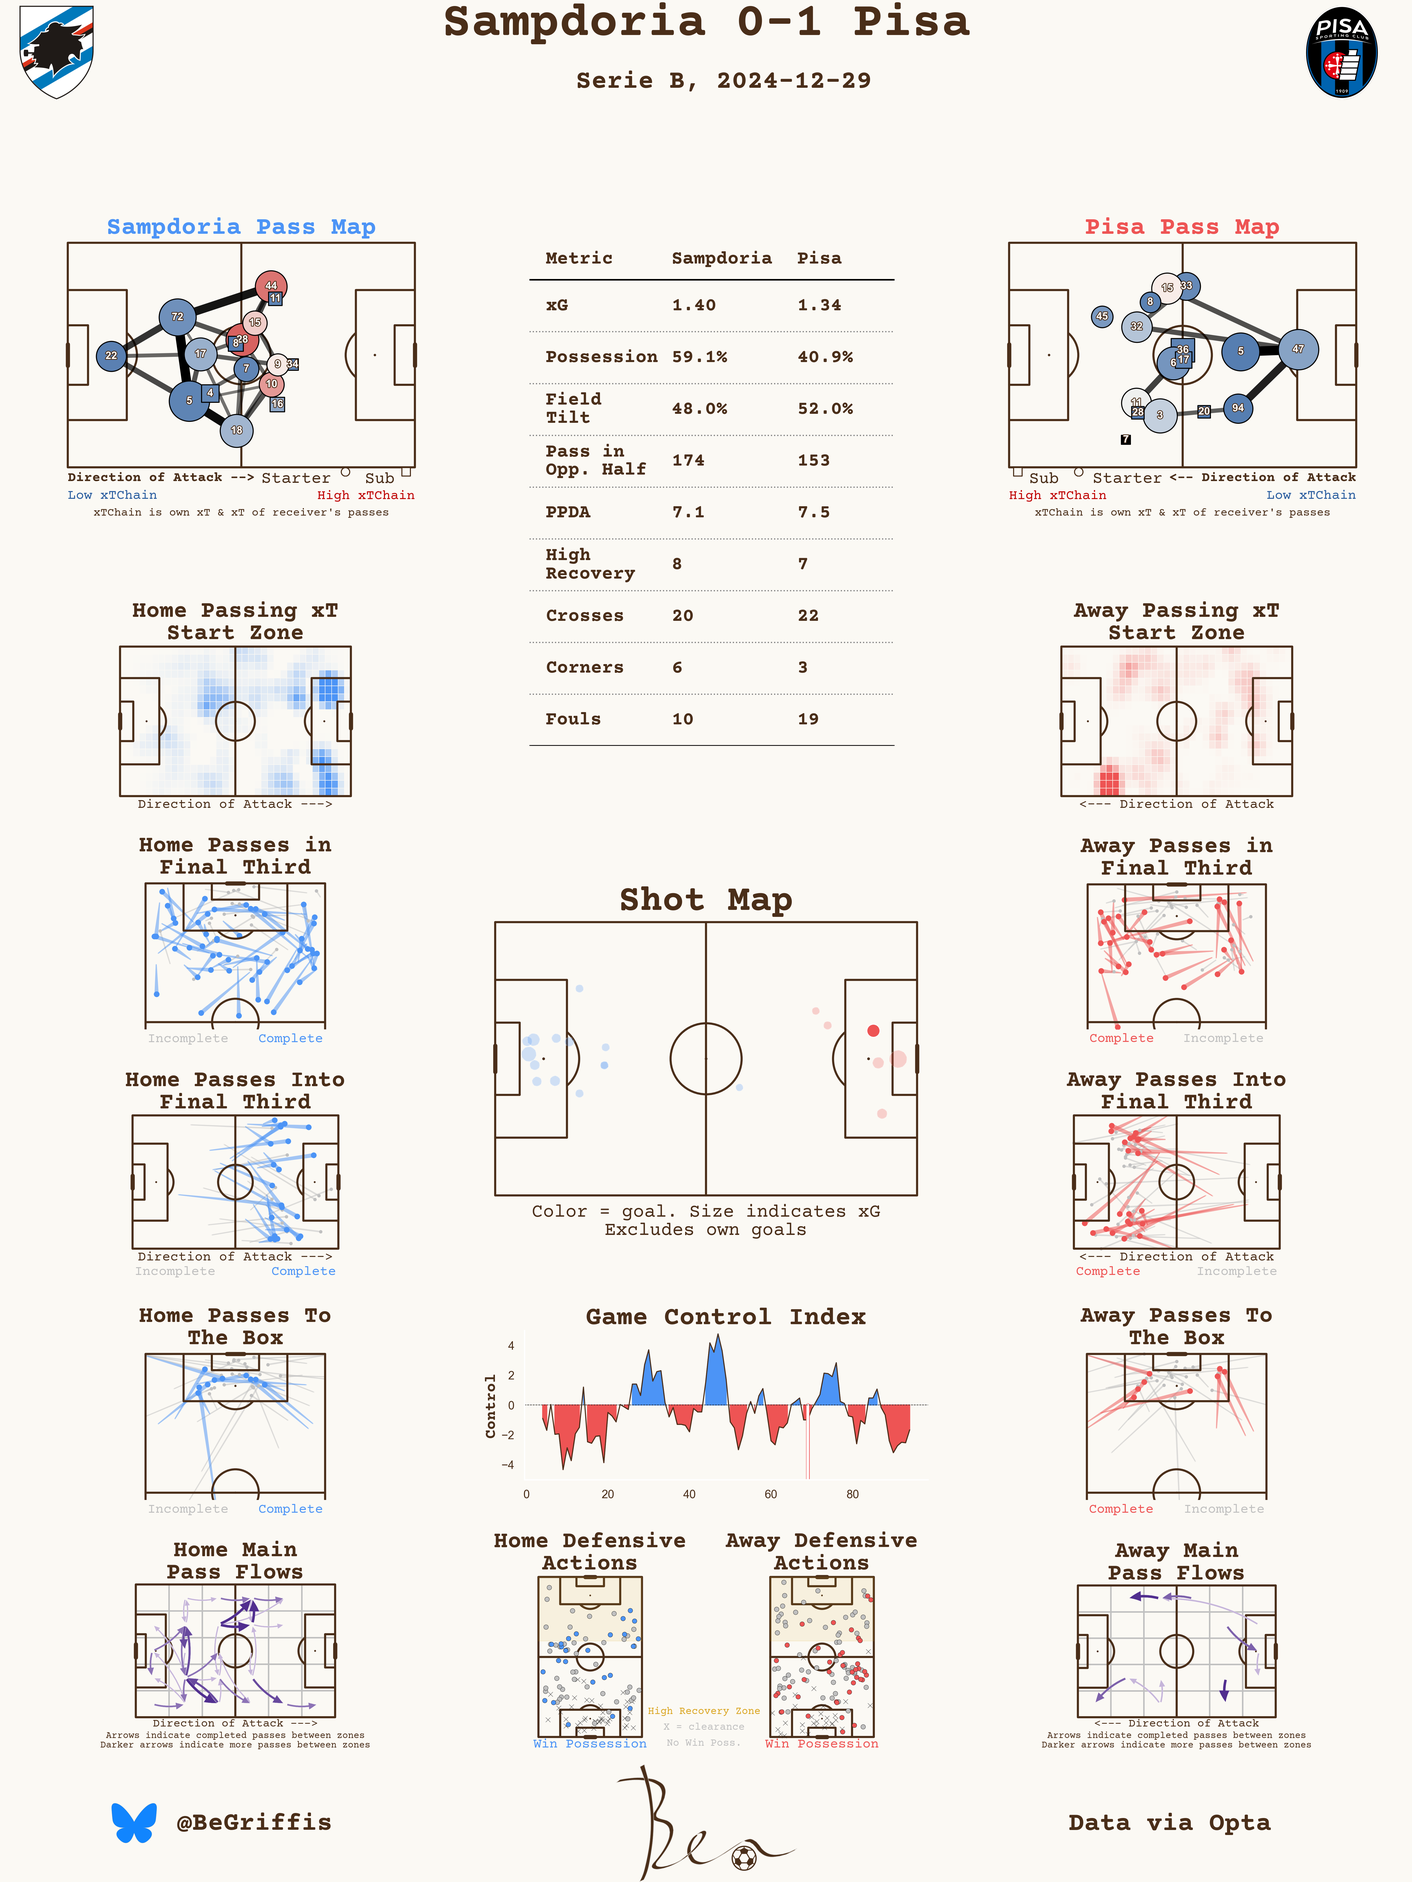 Sampdoria 0-1 Pisa
Serie B, 2024-12-29
PISA
SPORTING CLUB
1909
Sampdoria Pass Map
44
11
72
15
28
8
22
17
9
34
7
10
4
5
16
18
Direction of Attack --> Starter Sub
Low xTChain High xTChain
xTChain is own xT & xT of receiver's passes
Metric Sampdoria Pisa
xG 1.40 1.34
Possession 59.1% 40.9%
Field
Tilt 48.0% 52.0%
Pass in
Opp. Half 174 153
PPDA 7.1 7.5
High
Recovery 8 7
Crosses 20 22
Corners 6 3
Fouls 10 19
Pisa Pass Map
15
33
8
45
32
36
5
47
17
6
11
28
3
20
94
7
Sub Starter <-- Direction of Attack
High xTChain Low xTChain
xTChain is own xT & xT of receiver's passes
Home Passing xT
Start Zone
Direction of Attack --->
Away Passing xT
Start Zone
<--- Direction of Attack
Home Passes in
Final Third
Incomplete Complete
Away Passes in
Final Third
Complete Incomplete
Shot Map
Color = goal. Size indicates xG
Excludes own goals
Home Passes Into
Final Third
Direction of Attack --->
Incomplete Complete
Away Passes Into
Final Third
<--- Direction of Attack
Complete Incomplete
Home Passes To
The Box
Incomplete Complete
Game Control Index
Control
4
2
0
−2
−4
0 20 40 60 80
Away Passes To
The Box
Complete Incomplete
Home Main
Pass Flows
Direction of Attack --->
Arrows indicate completed passes between zones
Darker arrows indicate more passes between zones
Home Defensive
Actions
Win Possession
Away Defensive
Actions
Win Possession
High Recovery Zone
X = clearance
No Win Poss.
Away Main
Pass Flows
<--- Direction of Attack
Arrows indicate completed passes between zones
Darker arrows indicate more passes between zones
@BeGriffis
Ben
Data via Opta